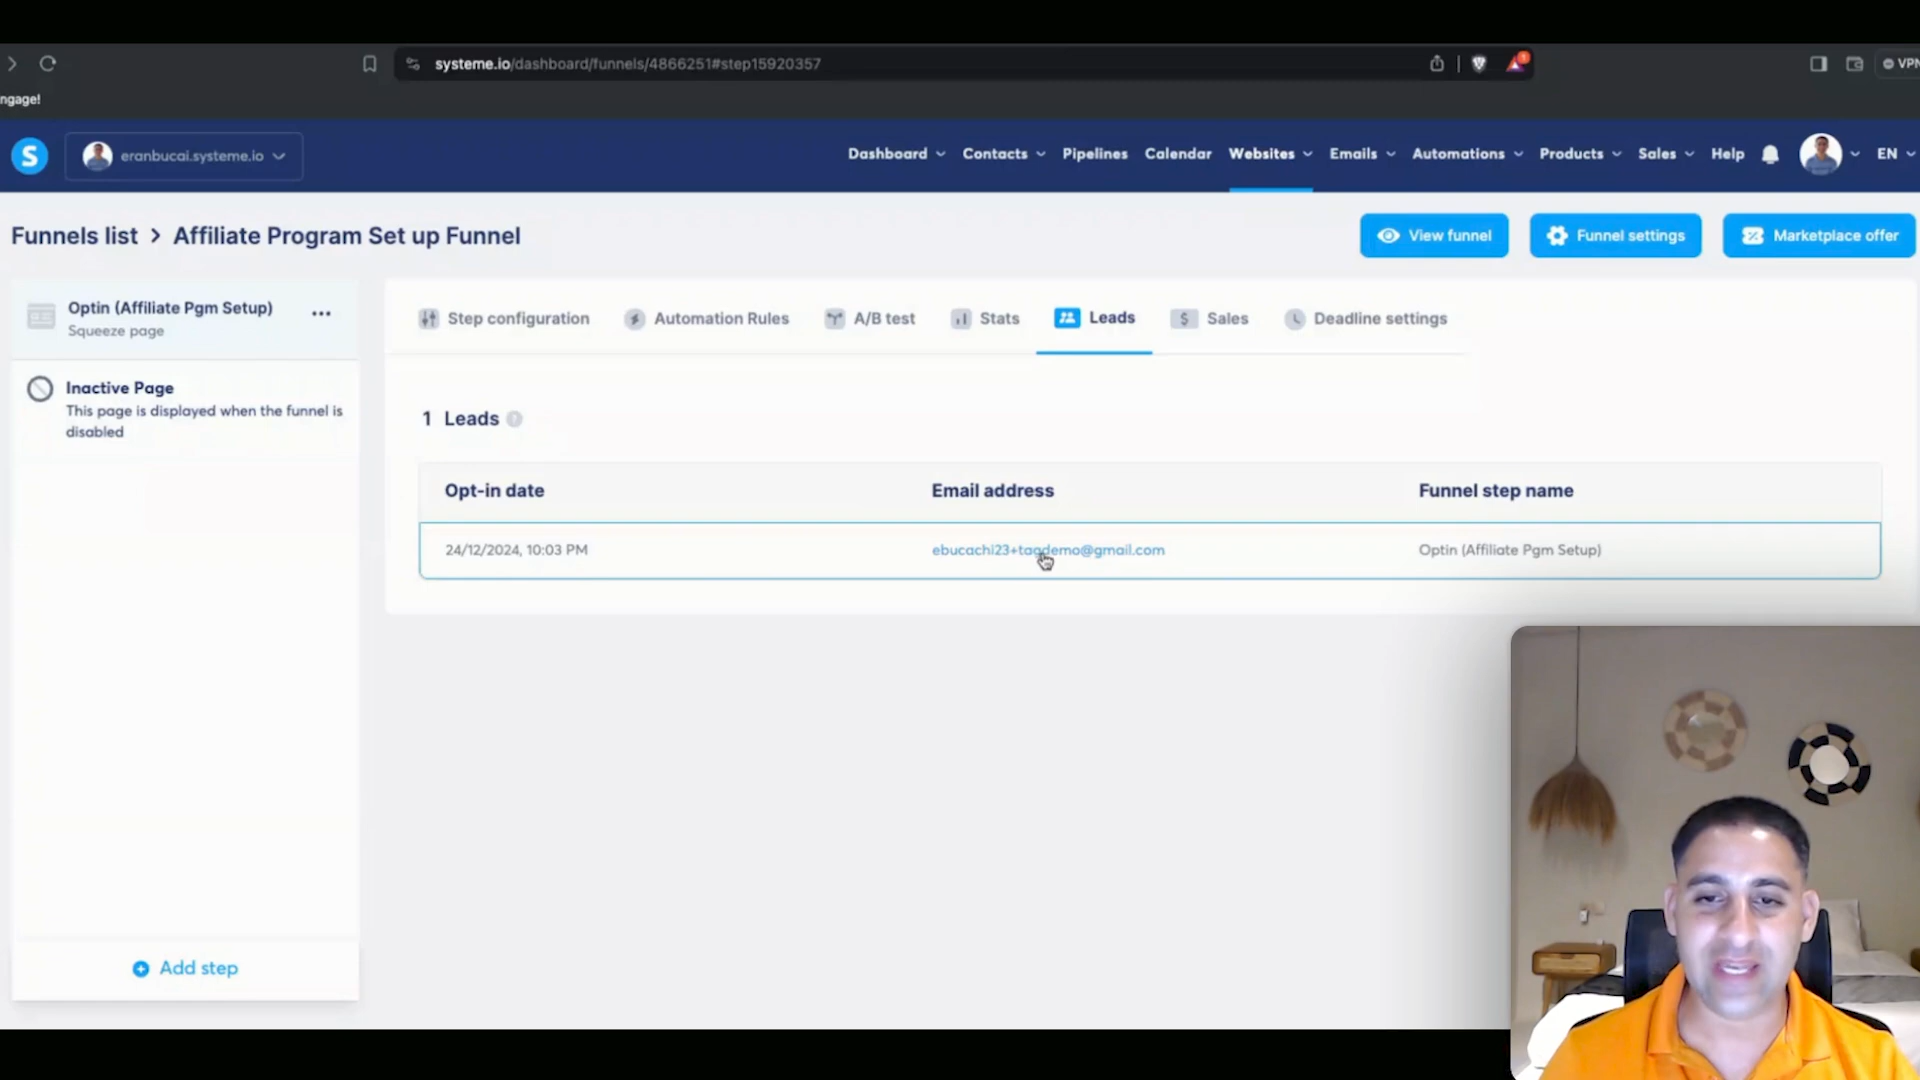 systeme.io/dashboard/funnels/4866251#step15920357
VPN
ngage!
S
eranbucai.systeme.io
Dashboard Contacts Pipelines Calendar Websites Emails Automations Products Sales Help EN
Funnels list > Affiliate Program Set up Funnel
View funnel
Funnel settings
Marketplace offer
Optin (Affiliate Pgm Setup)
Squeeze page
Inactive Page
This page is displayed when the funnel is
disabled
Add step
Step configuration Automation Rules A/B test Stats Leads Sales Deadline settings
1 Leads
Opt-in date Email address Funnel step name
24/12/2024, 10:03 PM ebucachi23+tagdemo@gmail.com Optin (Affiliate Pgm Setup)